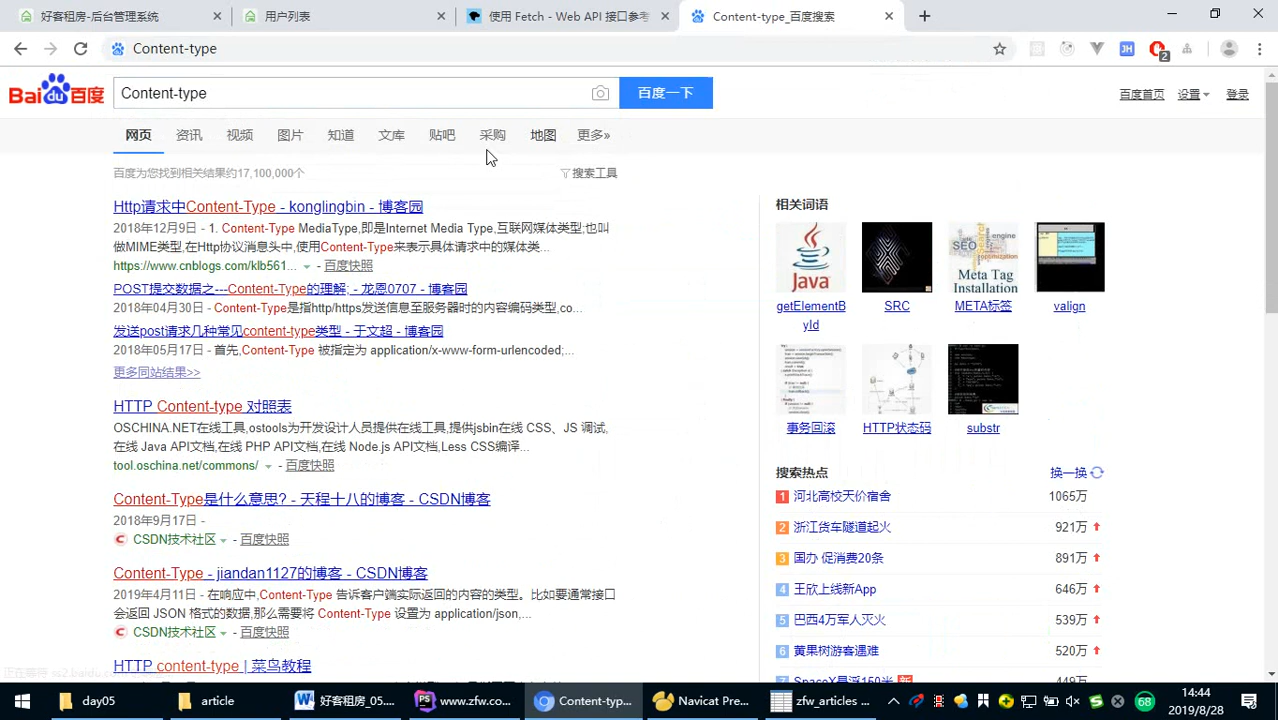 好客租房-后台管理系统
用户列表
使用 Fetch - Web API 接口参考
Content-type_百度搜索
Content-type
2
Bai du 百度
Content-type
百度一下
百度首页 设置 登录
网页 资讯 视频 图片 知道 文库 贴吧 采购 地图 更多»
百度为您找到相关结果约17,100,000个
搜索工具
Http请求中Content-Type - konglingbin - 博客园
2018年12月9日 - 1. Content-Type MediaType,即是Internet Media Type,互联网媒体类型;也叫
做MIME类型,在Http协议消息头中,使用Content-Type来表示具体请求中的媒体类...
https://www.cnblogs.com/klb561... - 百度快照
POST提交数据之---Content-Type的理解; - 龙恩0707 - 博客园
2018年04月30日 - Content-Type是指http/https发送信息至服务器时的内容编码类型,co...
发送post请求几种常见content-type类型 - 于文超 - 博客园
2018年05月17日 - 首先,Content-Type 被指定为 application/x-www-form-urlencoded;...
更多同站结果>>
HTTP Content-type 对照表
OSCHINA.NET在线工具,ostools为开发设计人员提供在线工具,提供jsbin在线 CSS、JS 调试,
在线 Java API文档,在线 PHP API文档,在线 Node.js API文档,Less CSS编译...
tool.oschina.net/commons/ - 百度快照
Content-Type是什么意思? - 天程十八的博客 - CSDN博客
2018年9月17日 -
CSDN技术社区 - 百度快照
Content-Type - jiandan1127的博客 - CSDN博客
2019年4月11日 - 在响应中,Content-Type 告诉客户端实际返回的内容的类型。比如要通常接口
会返回 JSON 格式的数据,那么需要将 Content-Type 设置为 application/json,...
CSDN技术社区 - 百度快照
HTTP content-type | 菜鸟教程
相关词语
Java
SEO
Meta Tag
Installation
getElementB
yId
SRC
META标签
valign
事务回滚
HTTP状态码
substr
搜索热点 换一换
1 河北高校天价宿舍 1065万
2 浙江货车隧道起火 921万
3 国办 促消费20条 891万
4 王欣上线新App 646万
5 巴西4万军人灭火 539万
6 黄果树游客遇难 520万
7 SpaceX悬浮150米 新 449万
day05
article
好客租房_05....
www.zfw.co...
Content-typ...
Navicat Pre...
zfw_articles ...
68
14:44
2019/8/28